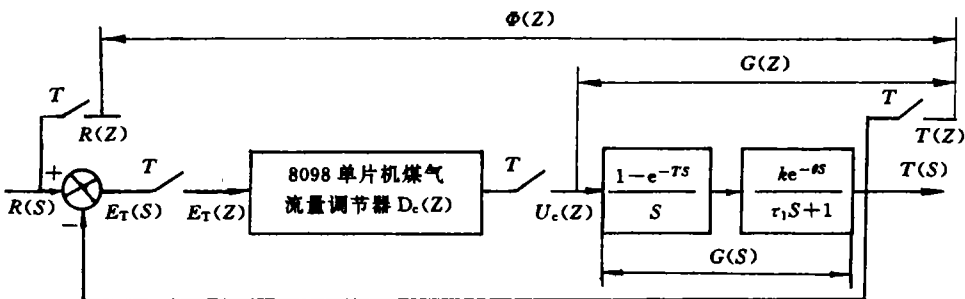 Φ(Z)
G(Z)
T
R(Z)
T
T(Z)
+
R(S)
−
E_T(S)
T
E_T(Z)
8098 单片机煤气
流量调节器 D_c(Z)
T
U_c(Z)
1−e^{−TS}
S
ke^{−θS}
τ₁S+1
T(S)
G(S)